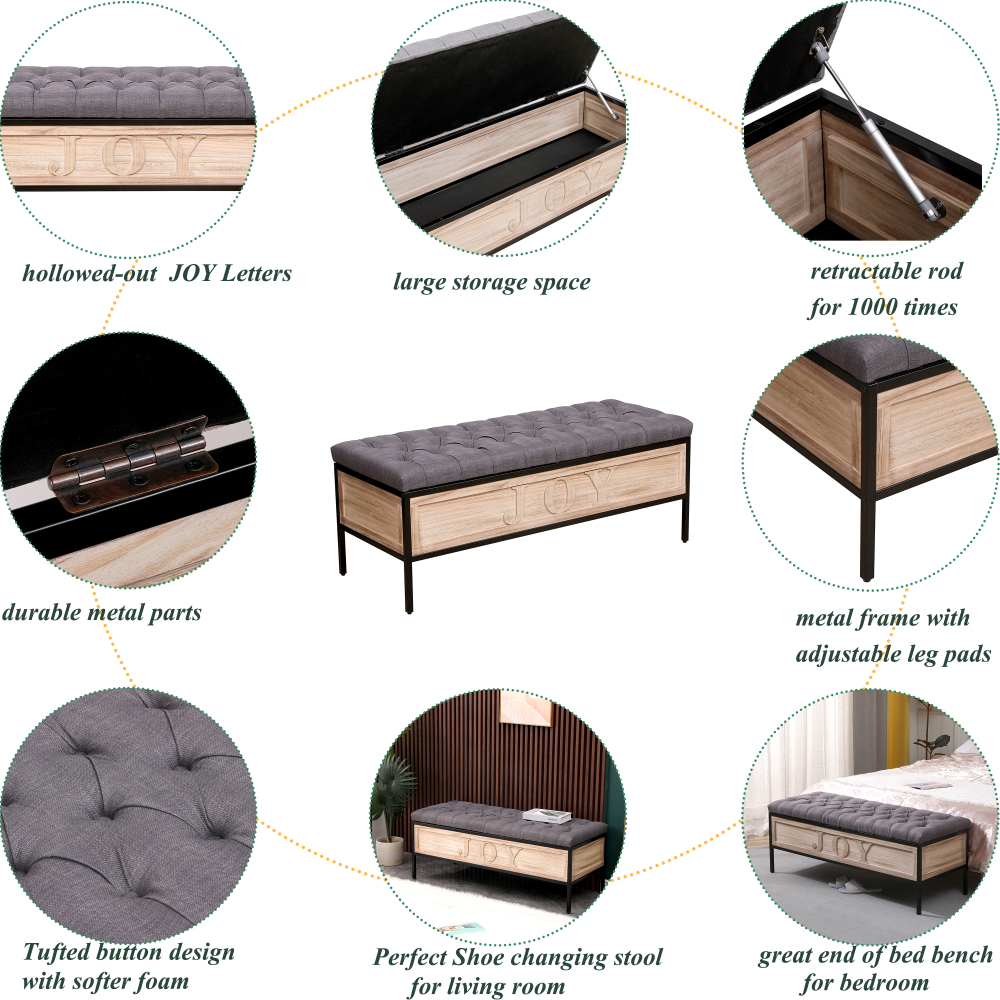 JOY
JOY
hollowed-out JOY Letters
large storage space
retractable rod
for 1000 times
JOY
durable metal parts
metal frame with
adjustable leg pads
JOY
JOY
Tufted button design
with softer foam
Perfect Shoe changing stool
for living room
great end of bed bench
for bedroom